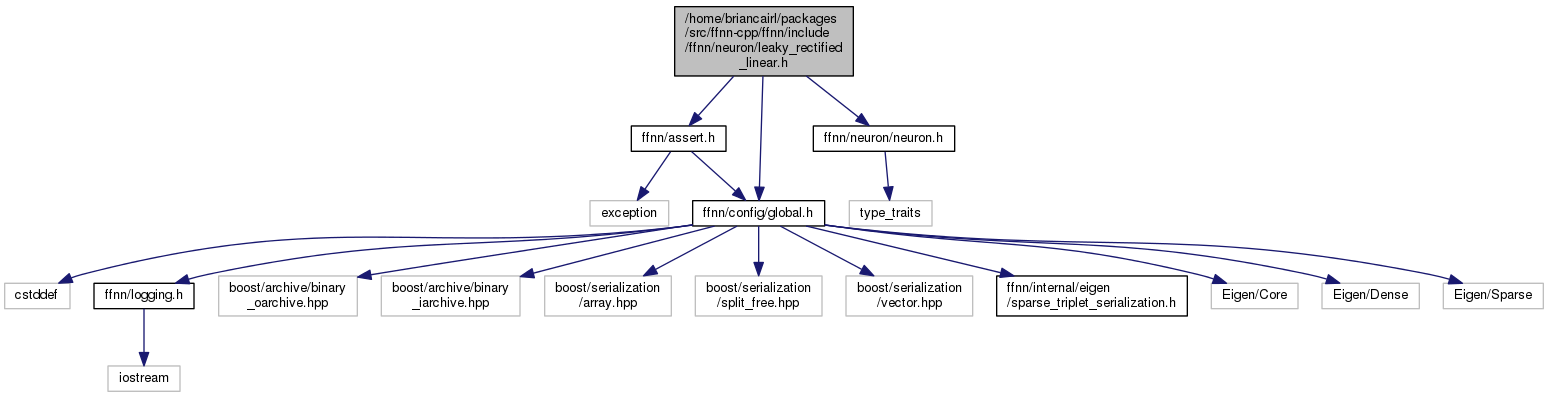 /home/briancairl/packages
/src/ffnn-cpp/ffnn/include
/ffnn/neuron/leaky_rectified
_linear.h
ffnn/assert.h
ffnn/neuron/neuron.h
exception
ffnn/config/global.h
type_traits
cstddef
ffnn/logging.h
boost/archive/binary
_oarchive.hpp
boost/archive/binary
_iarchive.hpp
boost/serialization
/array.hpp
boost/serialization
/split_free.hpp
boost/serialization
/vector.hpp
ffnn/internal/eigen
/sparse_triplet_serialization.h
Eigen/Core
Eigen/Dense
Eigen/Sparse
iostream